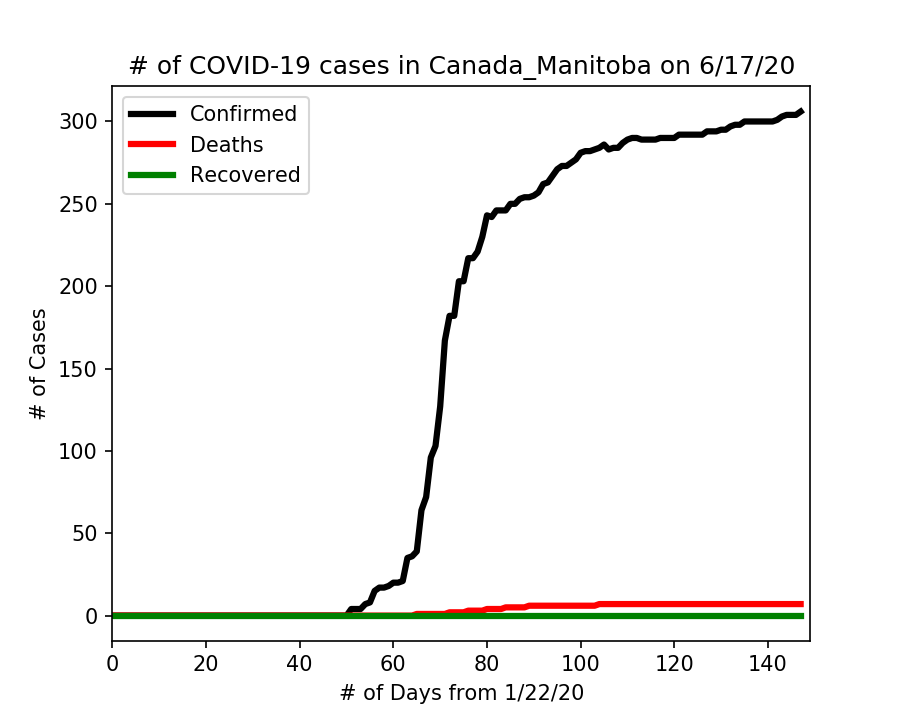 # of COVID-19 cases in Canada_Manitoba on 6/17/20
Confirmed
Deaths
Recovered
300
250
200
150
100
50
0
# of Cases
0 20 40 60 80 100 120 140
# of Days from 1/22/20